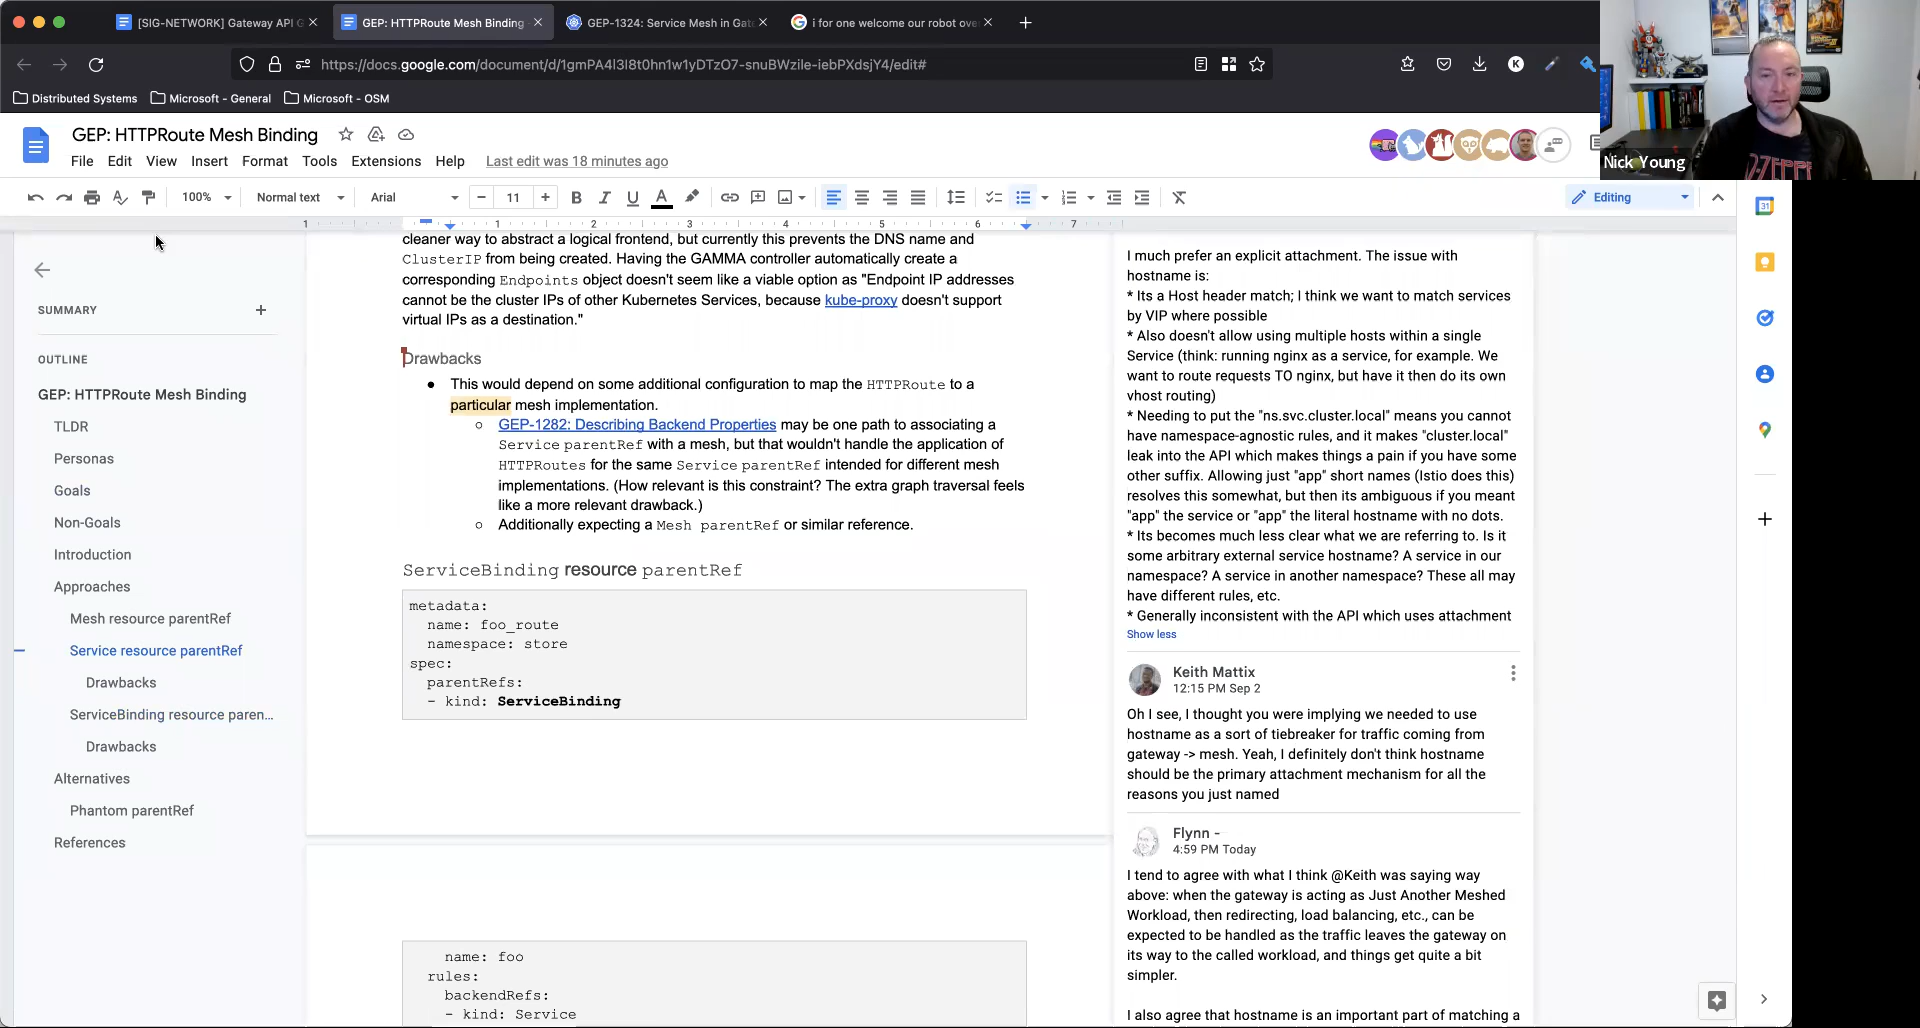 [SIG-NETWORK] Gateway API G
GEP: HTTPRoute Mesh Binding
GEP-1324: Service Mesh in Gat
i for one welcome our robot ove
https://docs.google.com/document/d/1gmPA4l3l8t0hn1w1yDTzO7-snuBWzile-iebPXdsjY4/edit#
K
Distributed Systems
Microsoft - General
Microsoft - OSM
GEP: HTTPRoute Mesh Binding
File Edit View Insert Format Tools Extensions Help Last edit was 18 minutes ago
Nick Young
100% Normal text Arial 11 B I U A Editing
1 1 2 3 4 5 6 7
31
SUMMARY
OUTLINE
GEP: HTTPRoute Mesh Binding
TLDR
Personas
Goals
Non-Goals
Introduction
Approaches
Mesh resource parentRef
Service resource parentRef
Drawbacks
ServiceBinding resource paren...
Drawbacks
Alternatives
Phantom parentRef
References
cleaner way to abstract a logical frontend, but currently this prevents the DNS name and
ClusterIP from being created. Having the GAMMA controller automatically create a
corresponding Endpoints object doesn't seem like a viable option as "Endpoint IP addresses
cannot be the cluster IPs of other Kubernetes Services, because kube-proxy doesn't support
virtual IPs as a destination."
Drawbacks
● This would depend on some additional configuration to map the HTTPRoute to a
particular mesh implementation.
○ GEP-1282: Describing Backend Properties may be one path to associating a
Service parentRef with a mesh, but that wouldn't handle the application of
HTTPRoutes for the same Service parentRef intended for different mesh
implementations. (How relevant is this constraint? The extra graph traversal feels
like a more relevant drawback.)
○ Additionally expecting a Mesh parentRef or similar reference.
ServiceBinding resource parentRef
metadata:
name: foo_route
namespace: store
spec:
parentRefs:
- kind: ServiceBinding
name: foo
rules:
backendRefs:
- kind: Service
I much prefer an explicit attachment. The issue with
hostname is:
* Its a Host header match; I think we want to match services
by VIP where possible
* Also doesn't allow using multiple hosts within a single
Service (think: running nginx as a service, for example. We
want to route requests TO nginx, but have it then do its own
vhost routing)
* Needing to put the "ns.svc.cluster.local" means you cannot
have namespace-agnostic rules, and it makes "cluster.local"
leak into the API which makes things a pain if you have some
other suffix. Allowing just "app" short names (Istio does this)
resolves this somewhat, but then its ambiguous if you meant
"app" the service or "app" the literal hostname with no dots.
* Its becomes much less clear what we are referring to. Is it
some arbitrary external service hostname? A service in our
namespace? A service in another namespace? These all may
have different rules, etc.
* Generally inconsistent with the API which uses attachment
Show less
Keith Mattix
12:15 PM Sep 2
Oh I see, I thought you were implying we needed to use
hostname as a sort of tiebreaker for traffic coming from
gateway -> mesh. Yeah, I definitely don't think hostname
should be the primary attachment mechanism for all the
reasons you just named
Flynn -
4:59 PM Today
I tend to agree with what I think @Keith was saying way
above: when the gateway is acting as Just Another Meshed
Workload, then redirecting, load balancing, etc., can be
expected to be handled as the traffic leaves the gateway on
its way to the called workload, and things get quite a bit
simpler.
I also agree that hostname is an important part of matching a